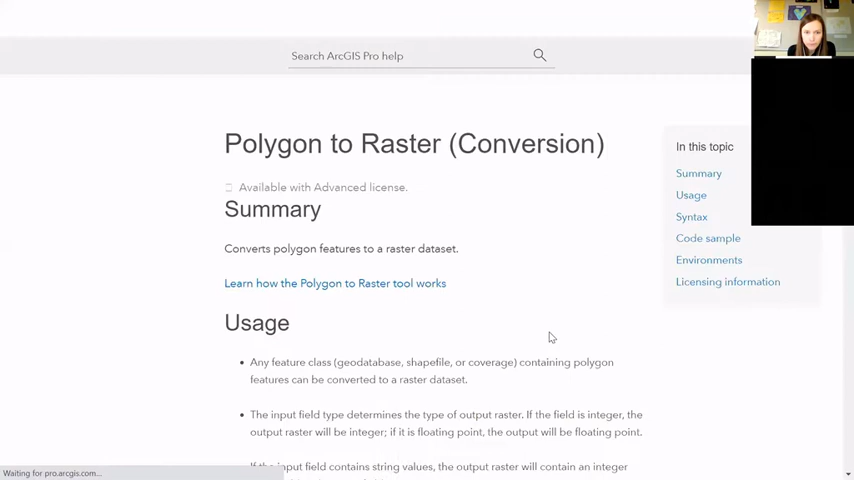 Search ArcGIS Pro help
Polygon to Raster (Conversion)
Available with Advanced license.
Summary
Converts polygon features to a raster dataset.
Learn how the Polygon to Raster tool works
Usage
• Any feature class (geodatabase, shapefile, or coverage) containing polygon
features can be converted to a raster dataset.
• The input field type determines the type of output raster. If the field is integer, the
output raster will be integer; if it is floating point, the output will be floating point.
If the input field contains string values, the output raster will contain an integer
In this topic
Summary
Usage
Syntax
Code sample
Environments
Licensing information
Waiting for pro.arcgis.com...